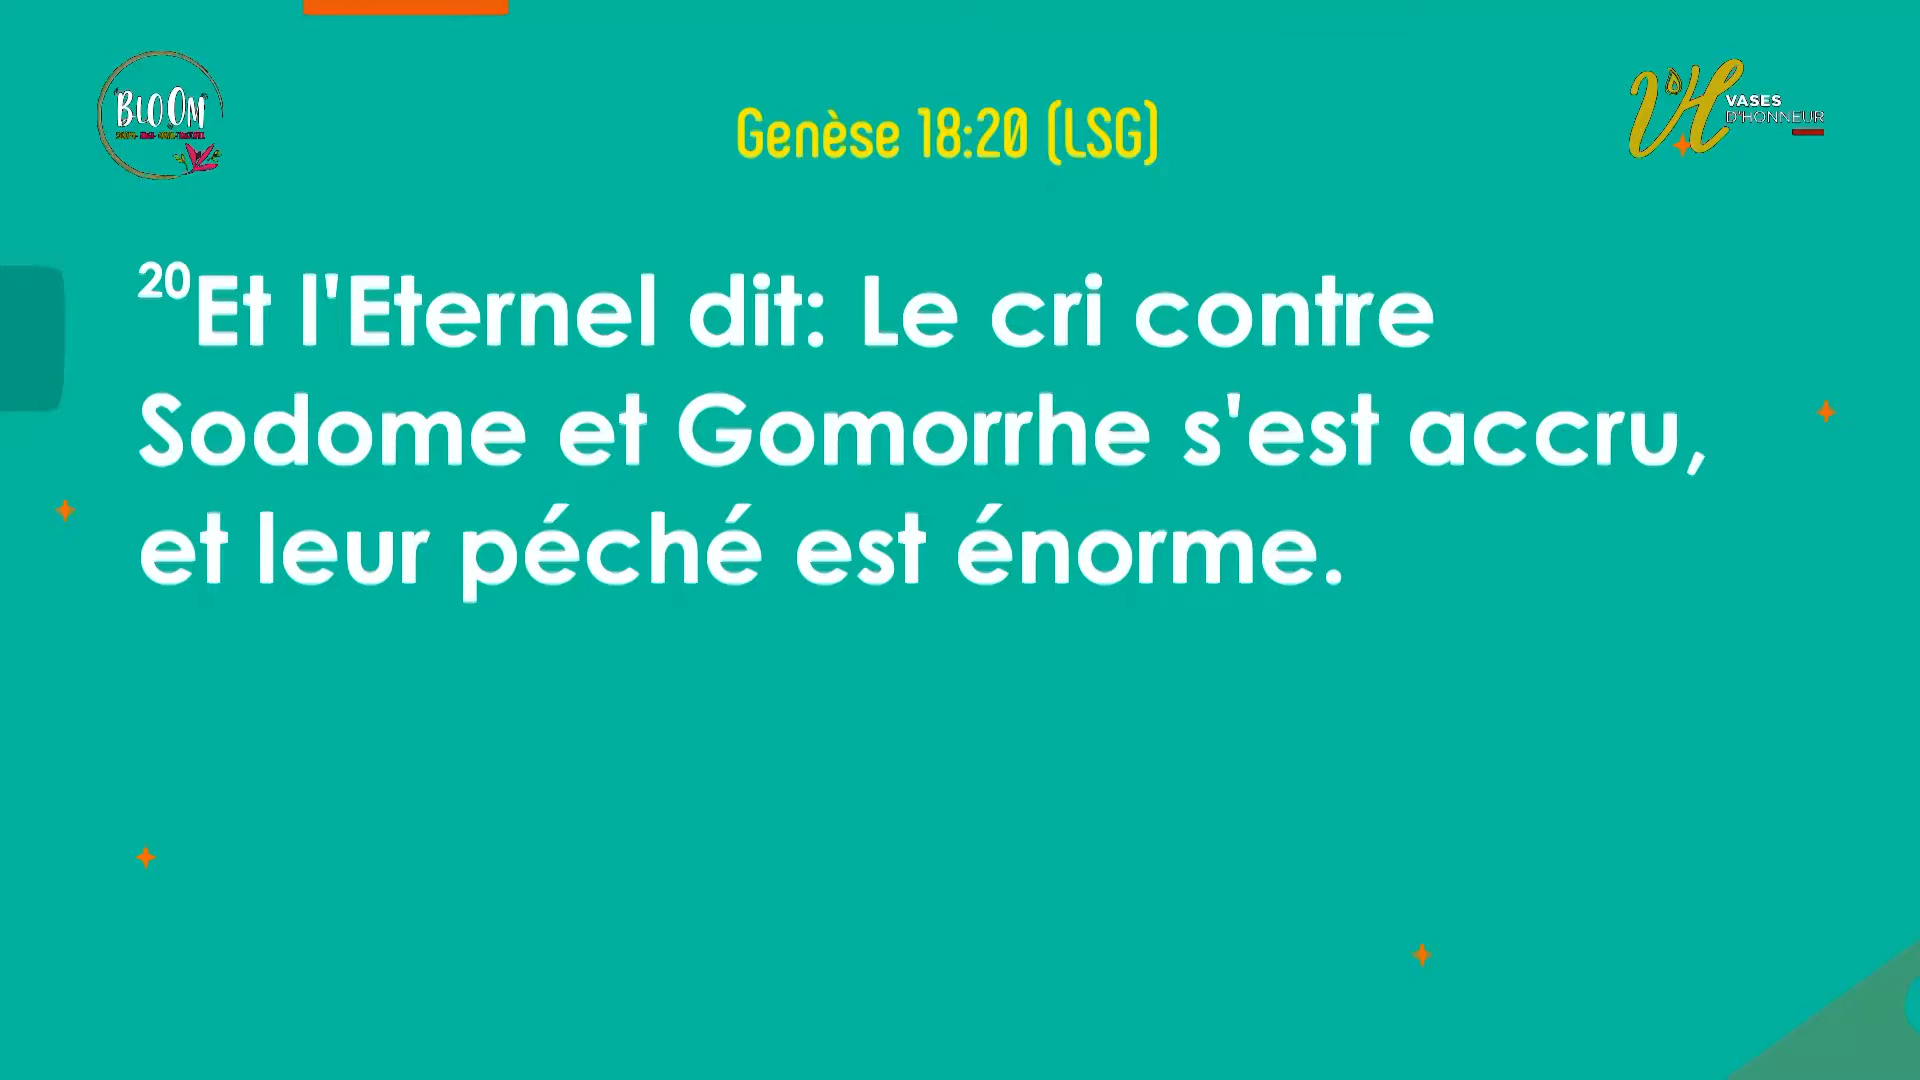 BLOOM
Genèse 18:20 (LSG)
VH VASES
D'HONNEUR
20Et l'Eternel dit: Le cri contre
Sodome et Gomorrhe s'est accru,
et leur péché est énorme.